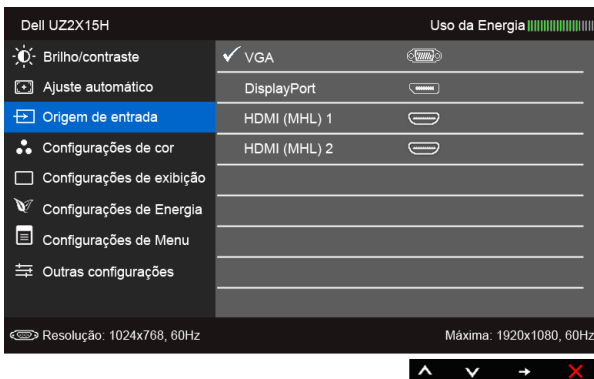 Dell UZ2X15H Uso da Energia
Brilho/contraste VGA
Ajuste automático DisplayPort
Origem de entrada HDMI (MHL) 1
Configurações de cor HDMI (MHL) 2
Configurações de exibição
Configurações de Energia
Configurações de Menu
Outras configurações
Resolução: 1024x768, 60Hz Máxima: 1920x1080, 60Hz